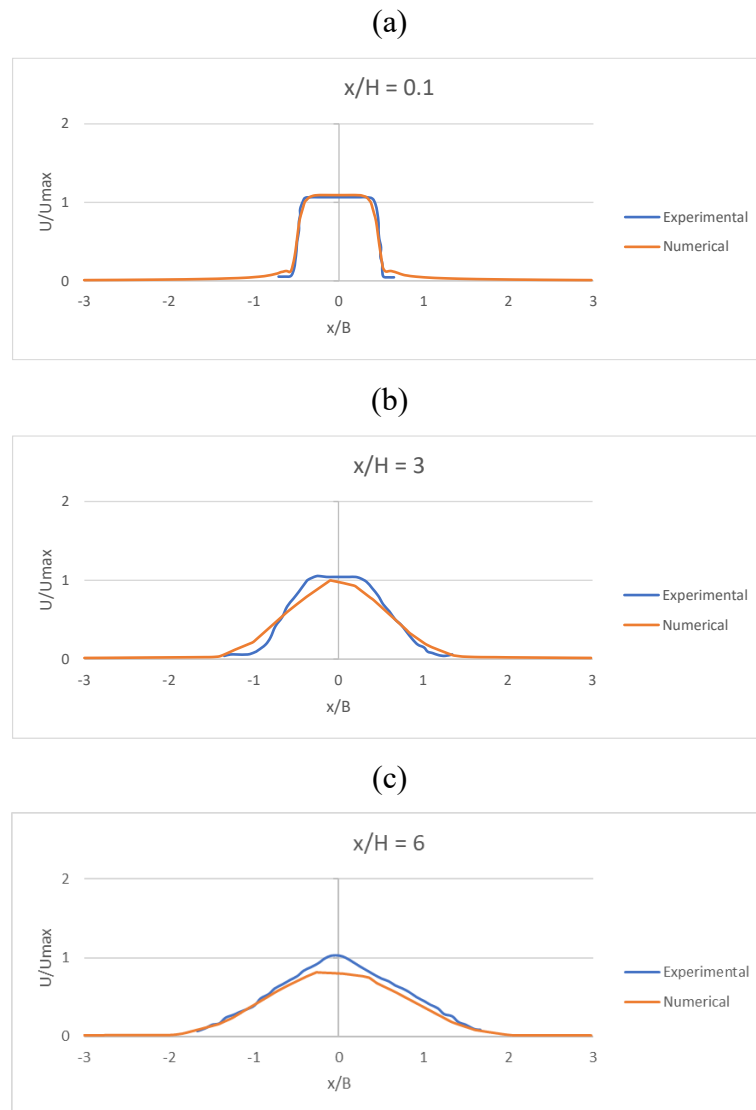 (a)
x/H = 0.1
2
1
0
-3 -2 -1 0 1 2 3
U/Umax
x/B
Experimental
Numerical
(b)
x/H = 3
2
1
0
-3 -2 -1 0 1 2 3
U/Umax
x/B
Experimental
Numerical
(c)
x/H = 6
2
1
0
-3 -2 -1 0 1 2 3
U/Umax
x/B
Experimental
Numerical